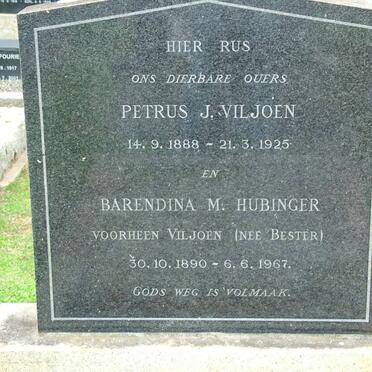 HIER RUS
ONS DIERBARE OUERS
PETRUS J. VILJOEN
14. 9. 1888 - 21. 3. 1925
EN
BARENDINA M. HUBINGER
VOORHEEN VILJOEN (NEE BESTER)
30. 10. 1890 - 6. 6. 1967.
GODS WEG IS VOLMAAK.
FOURIE